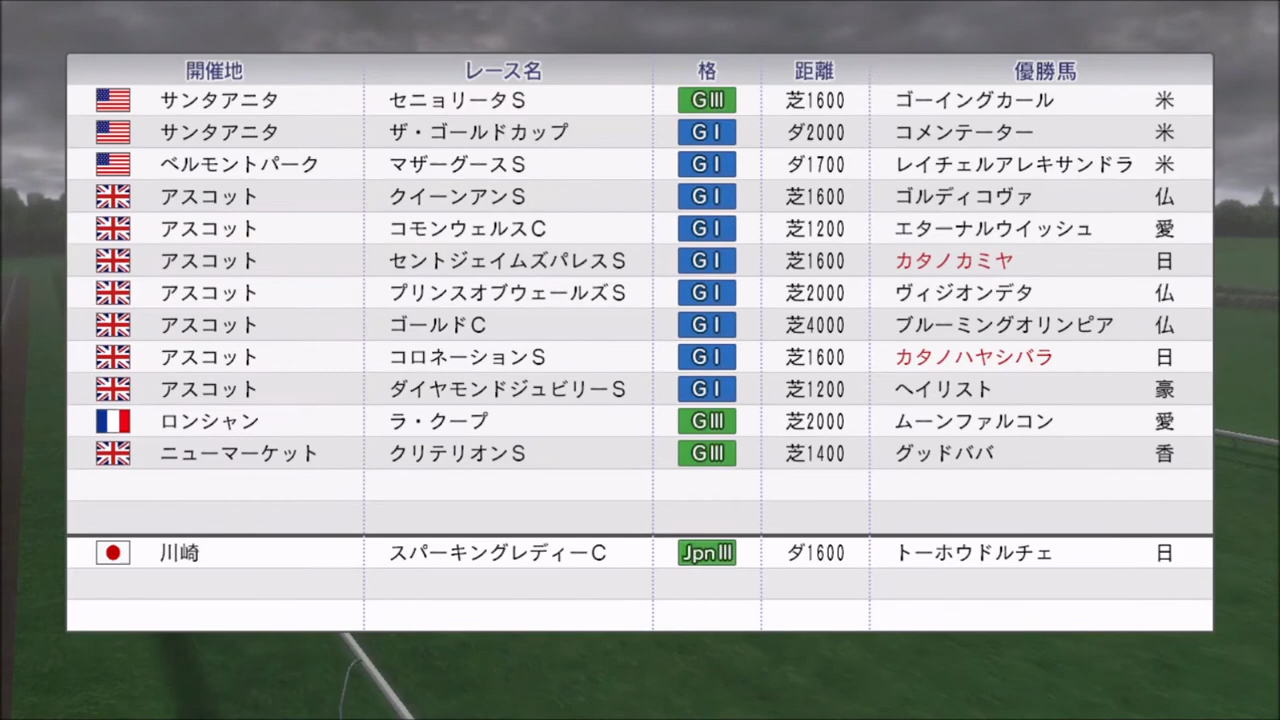 開催地 レース名 格 距離 優勝馬
サンタアニタ セニョリータS GⅢ 芝1600 ゴーイングカール 米
サンタアニタ ザ・ゴールドカップ GⅠ ダ2000 コメンテーター 米
ベルモントパーク マザーグースS GⅠ ダ1700 レイチェルアレキサンドラ 米
アスコット クイーンアンS GⅠ 芝1600 ゴルディコヴァ 仏
アスコット コモンウェルスC GⅠ 芝1200 エターナルウイッシュ 愛
アスコット セントジェイムズパレスS GⅠ 芝1600 カタノカミヤ 日
アスコット プリンスオブウェールズS GⅠ 芝2000 ヴィジオンデタ 仏
アスコット ゴールドC GⅠ 芝4000 ブルーミングオリンピア 仏
アスコット コロネーションS GⅠ 芝1600 カタノハヤシバラ 日
アスコット ダイヤモンドジュビリーS GⅠ 芝1200 ヘイリスト 豪
ロンシャン ラ・クープ GⅢ 芝2000 ムーンファルコン 愛
ニューマーケット クリテリオンS GⅢ 芝1400 グッドババ 香
川崎 スパーキングレディーC JpnⅢ ダ1600 トーホウドルチェ 日